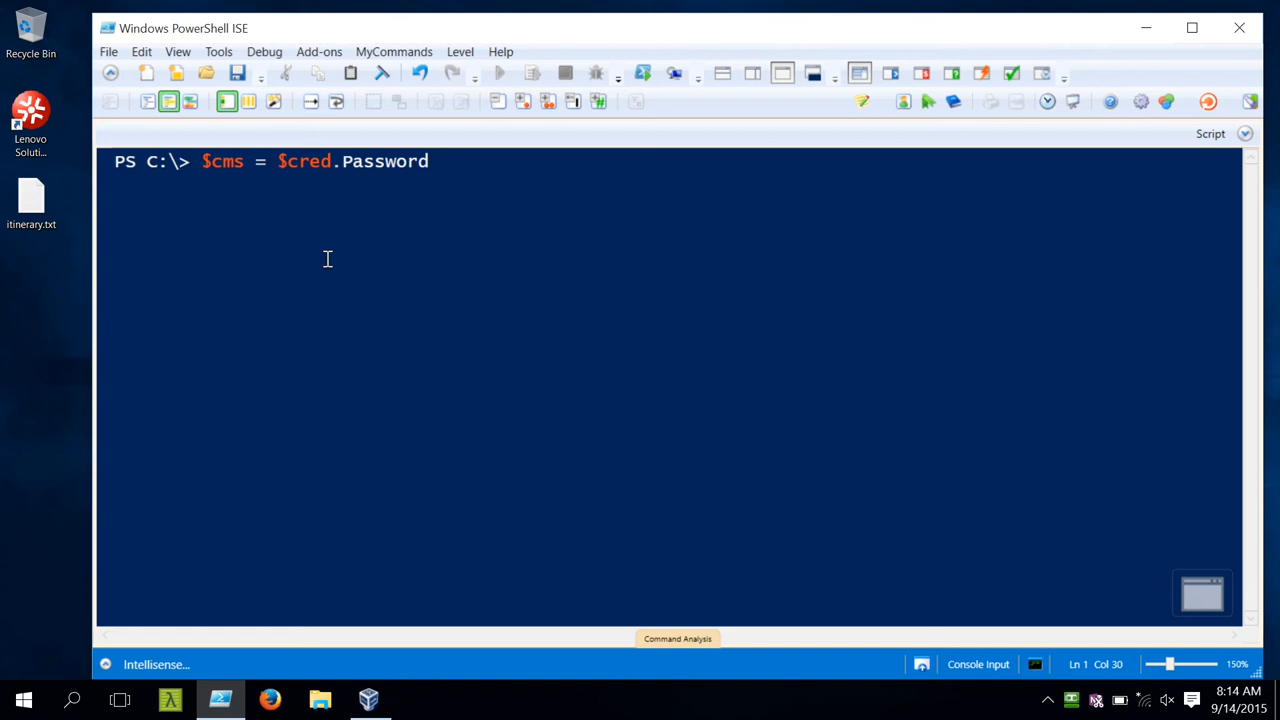 Recycle Bin
Lenovo
Soluti...
itinerary.txt
Windows PowerShell ISE
File Edit View Tools Debug Add-ons MyCommands Level Help
Script
PS C:\> $cms = $cred.Password
Command Analysis
Intellisense...
Console Input
Ln 1 Col 30
150%
8:14 AM
9/14/2015